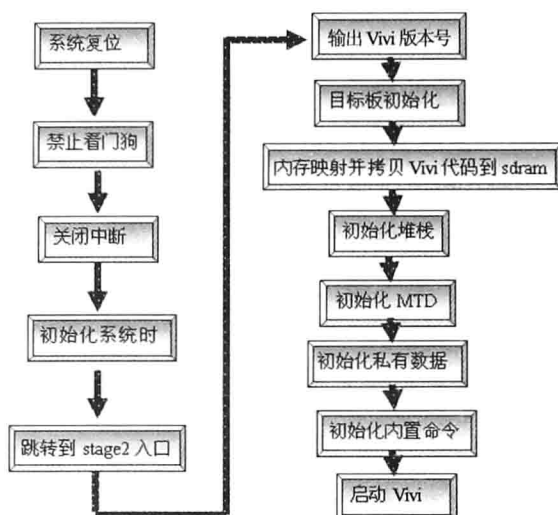 系统复位
禁止看门狗
关闭中断
初始化系统时
跳转到 stage2 入口
输出 Vivi 版本号
目标板初始化
内存映射并拷贝 Vivi 代码到 sdram
初始化堆栈
初始化 MTD
初始化私有数据
初始化内置命令
启动 Vivi